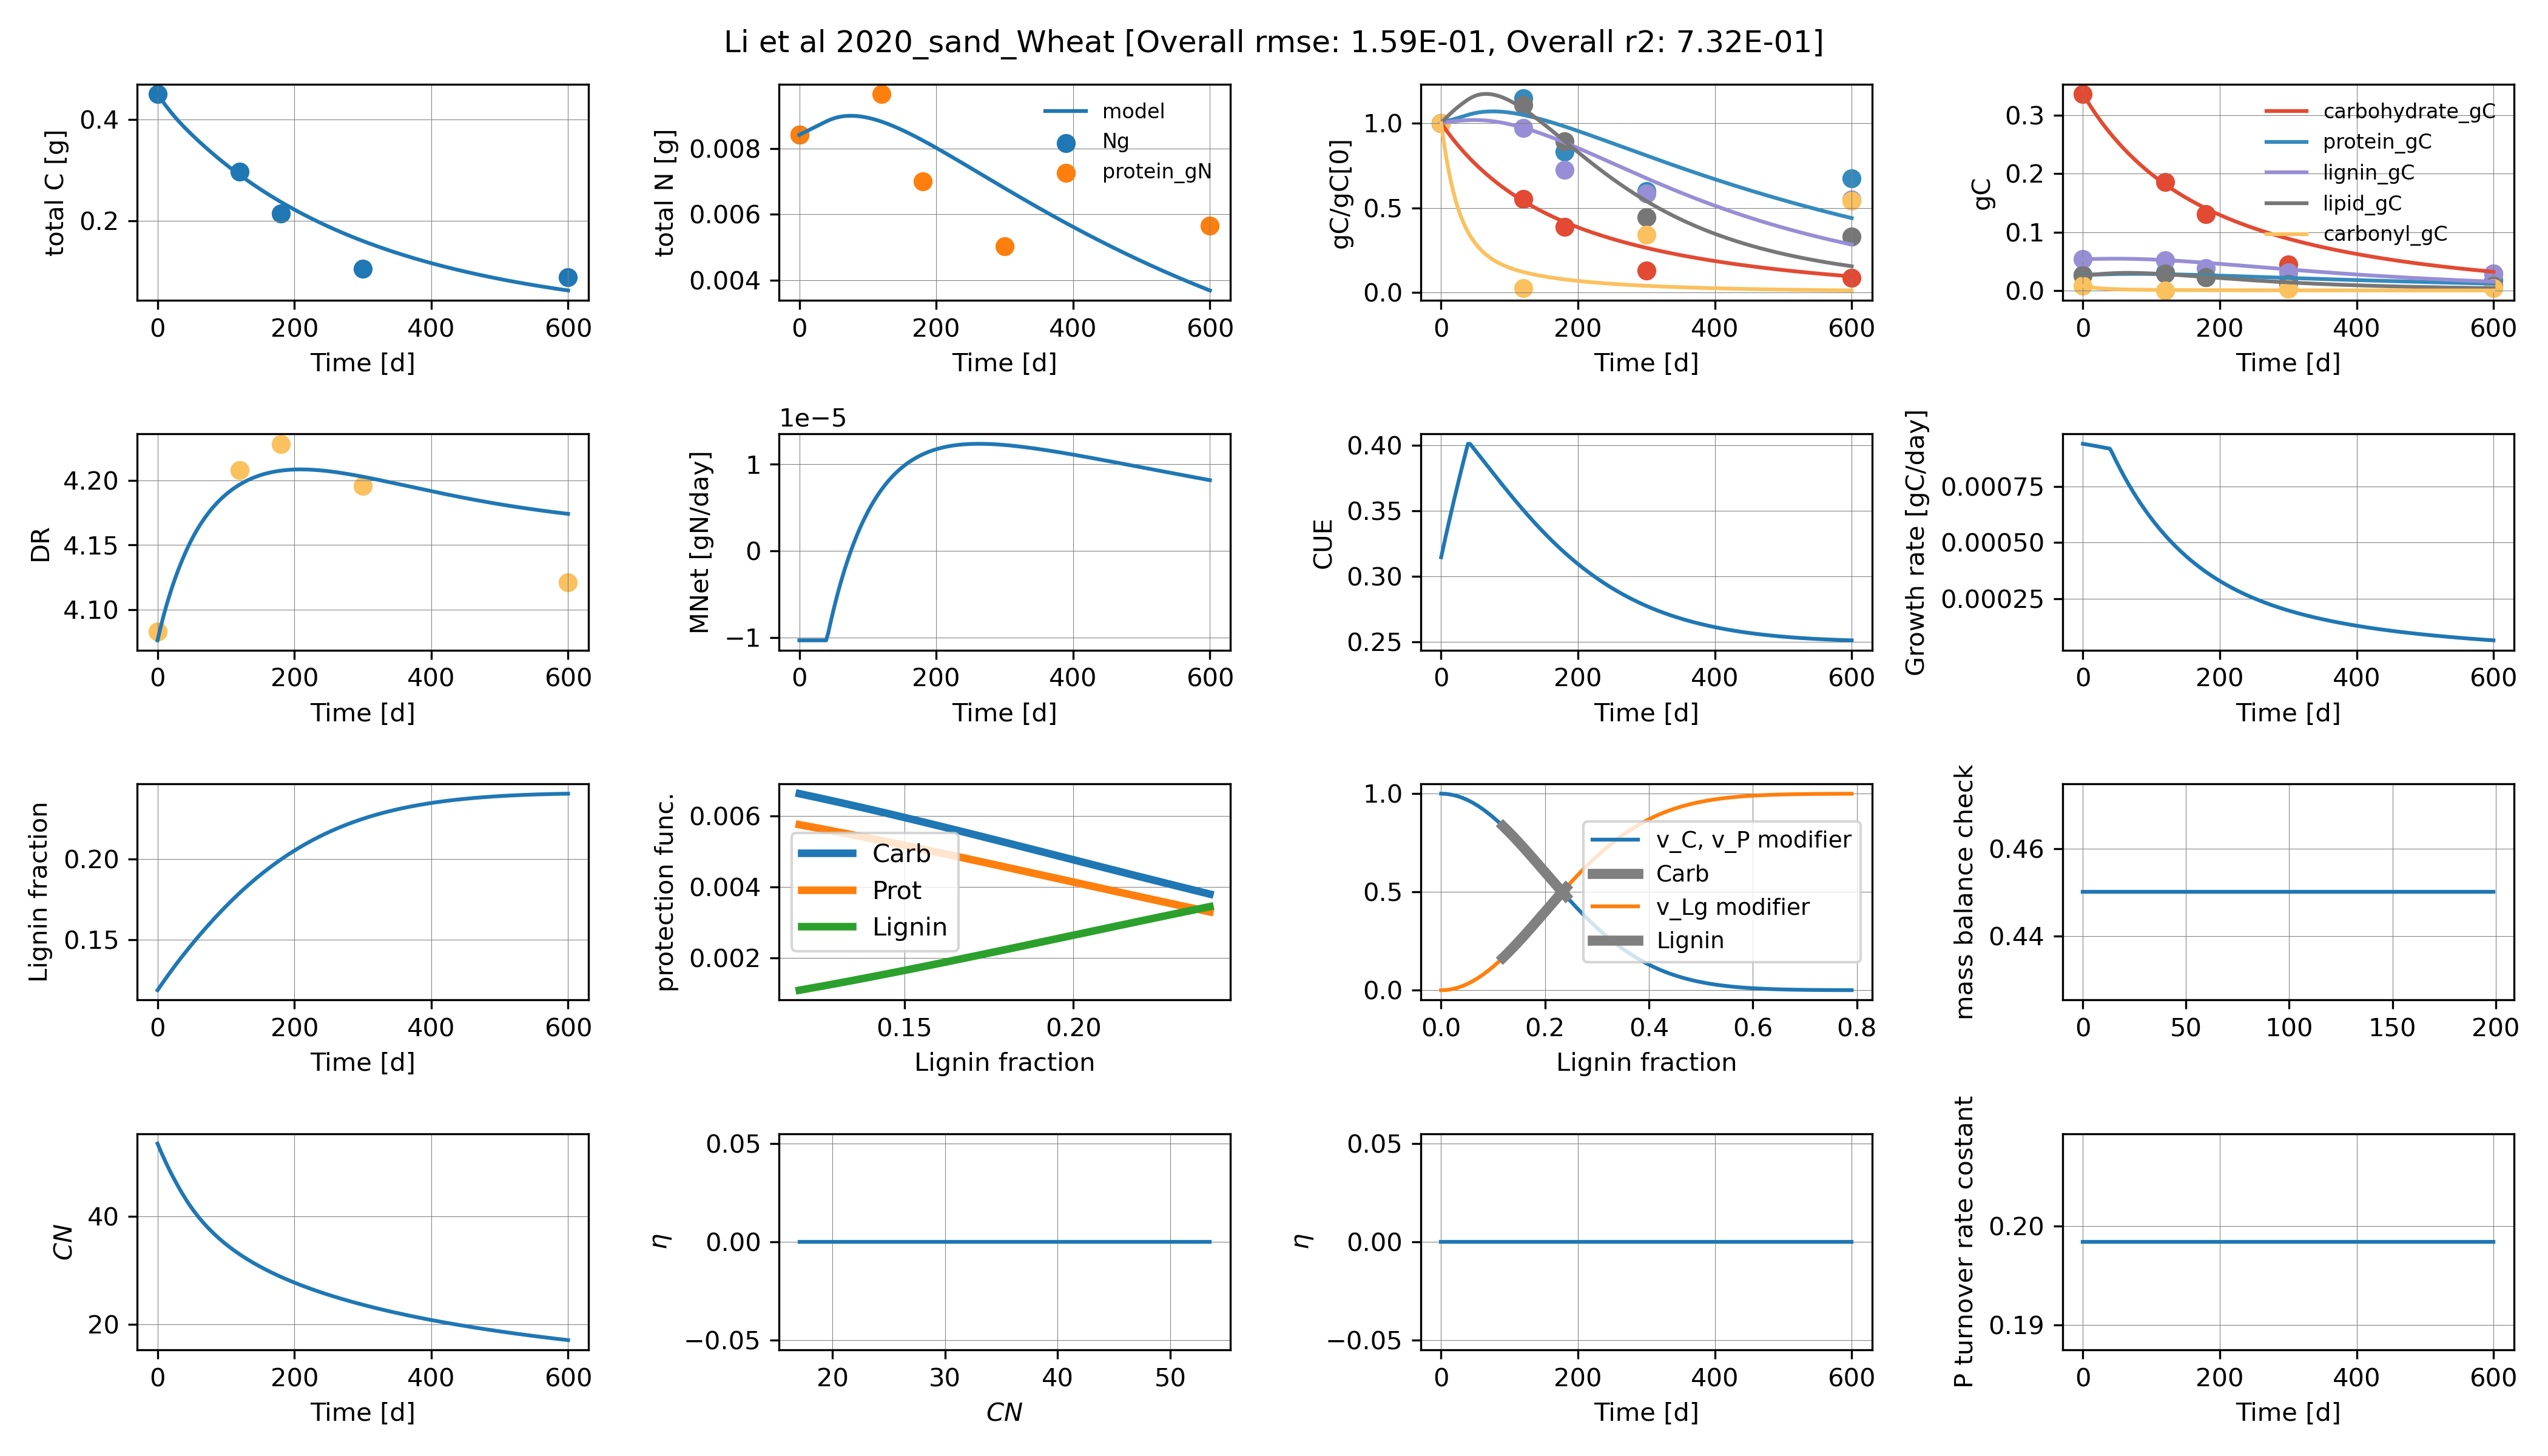 Li et al 2020_sand_Wheat [Overall rmse: 1.59E-01, Overall r2: 7.32E-01]
total C [g]
0.4
0.2
0 200 400 600
Time [d]
total N [g]
0.008
0.006
0.004
model
Ng
protein_gN
0 200 400 600
Time [d]
gC/gC[0]
1.0
0.5
0.0
0 200 400 600
Time [d]
gC
0.3
0.2
0.1
0.0
carbohydrate_gC
protein_gC
lignin_gC
lipid_gC
carbonyl_gC
0 200 400 600
Time [d]
DR
4.20
4.15
4.10
0 200 400 600
Time [d]
1e−5
MNet [gN/day]
1
0
−1
0 200 400 600
Time [d]
CUE
0.40
0.35
0.30
0.25
0 200 400 600
Time [d]
Growth rate [gC/day]
0.00075
0.00050
0.00025
0 200 400 600
Time [d]
Lignin fraction
0.20
0.15
0 200 400 600
Time [d]
protection func.
0.006
0.004
0.002
Carb
Prot
Lignin
0.15 0.20
Lignin fraction
1.0
0.5
0.0
v_C, v_P modifier
Carb
v_Lg modifier
Lignin
0.0 0.2 0.4 0.6 0.8
Lignin fraction
mass balance check
0.46
0.44
0 50 100 150 200
CN
40
20
0 200 400 600
Time [d]
η
0.05
0.00
−0.05
20 30 40 50
CN
η
0.05
0.00
−0.05
0 200 400 600
Time [d]
P turnover rate costant
0.20
0.19
0 200 400 600
Time [d]